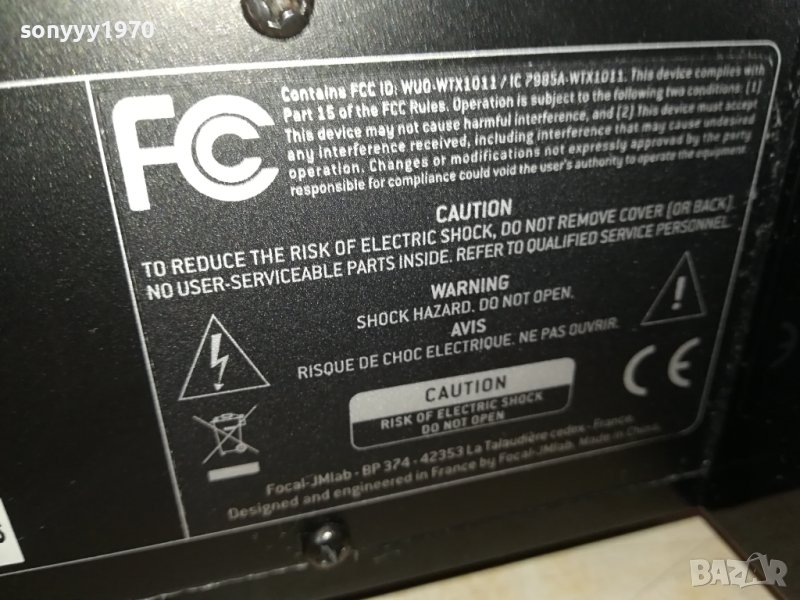 sonyyy1970
FC
Contains FCC ID: WUO-WTX1011 / IC 7985A-WTX1011. This device complies with
Part 15 of the FCC Rules. Operation is subject to the following two conditions. (1)
This device may not cause harmful interference, and (2) This device must accept
any interference received, including interference that may cause undesired
operation. Changes or modifications not expressly approved by the party
responsible for compliance could void the user's authority to operate the equipment.
CAUTION
TO REDUCE THE RISK OF ELECTRIC SHOCK, DO NOT REMOVE COVER (OR BACK).
NO USER-SERVICEABLE PARTS INSIDE. REFER TO QUALIFIED SERVICE PERSONNEL.
WARNING
SHOCK HAZARD. DO NOT OPEN.
AVIS
RISQUE DE CHOC ELECTRIQUE. NE PAS OUVRIR.
CE
CAUTION
RISK OF ELECTRIC SHOCK
DO NOT OPEN
Focal-JMlab - BP 374 - 42353 La Talaudière cedex - France.
Designed and engineered in France by Focal-JMlab. Made in China.
BAZAR